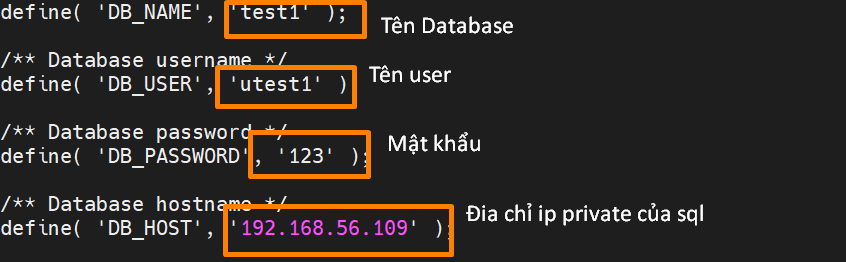 define( 'DB_NAME', 'test1' );
Tên Database
/** Database username */
define( 'DB_USER', 'utest1' )
Tên user
/** Database password */
define( 'DB_PASSWORD', '123' );
Mật khẩu
/** Database hostname */
define( 'DB_HOST', '192.168.56.109' );
Đia chỉ ip private của sql